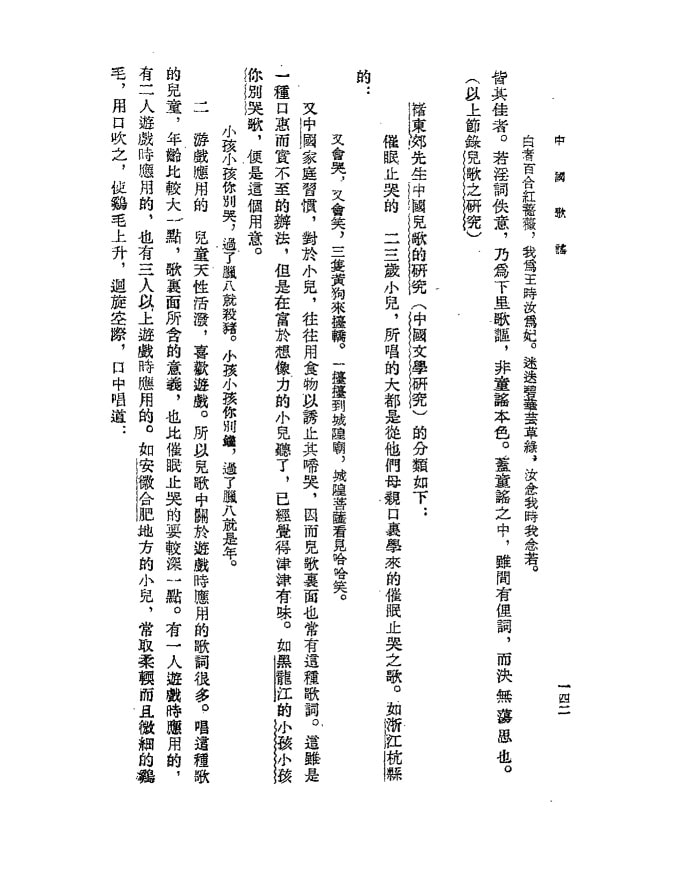 中國歌謠
一四二
白者百合紅薔薇，我爲王時汝爲妃。迷迭碧華芸草綠，汝念我時我念若。
皆其佳者。若淫詞佚意，乃爲下里歌謳，非童謠本色。蓋童謠之中，雖間有俚詞，而決無蕩思也。
（以上節錄兒歌之研究）
褚東郊先生中國兒歌的研究（中國文學研究）的分類如下：
催眠止哭的　二三歲小兒，所唱的大都是從他們母親口裏學來的催眠止哭之歌。如浙江杭縣
的：
又會哭，又會笑，三隻黃狗來擡轎。一擡擡到城隍廟，城隍菩薩看見哈哈笑。
又中國家庭習慣，對於小兒，往往用食物以誘止其啼哭，因而兒歌裏面也常有這種歌詞。這雖是
一種口惠而實不至的辦法，但是在富於想像力的小兒聽了，已經覺得津津有味。如黑龍江的小孩小孩
你別哭歌，便是這個用意。
小孩小孩你別哭，過了臘八就殺豬。小孩小孩你別饞，過了臘八就是年。
二　游戲應用的　兒童天性活潑，喜歡遊戲。所以兒歌中關於遊戲時應用的歌詞很多。唱這種歌
的兒童，年齡比較大一點，歌裏面所含的意義，也比催眠止哭的要較深一點。有一人遊戲時應用的，
有二人遊戲時應用的，也有三人以上遊戲時應用的。如安徽合肥地方的小兒，常取柔輭而且微細的鷄
毛，用口吹之，使鷄毛上升，迴旋空際，口中唱道：